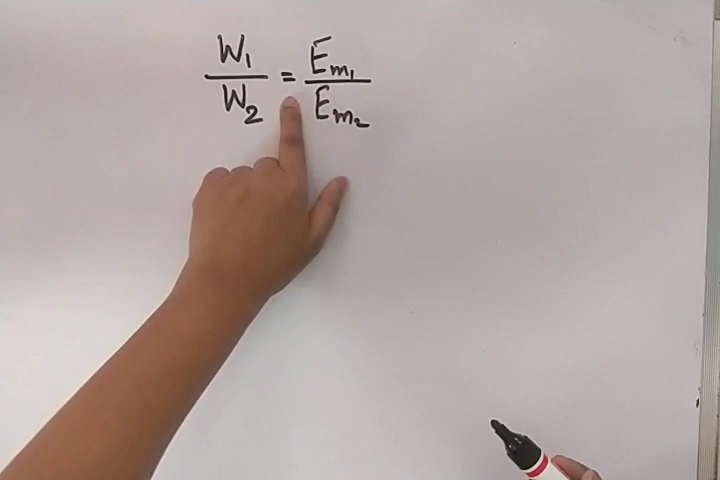 W₁/W₂ = Eₘ₁/Eₘ₂